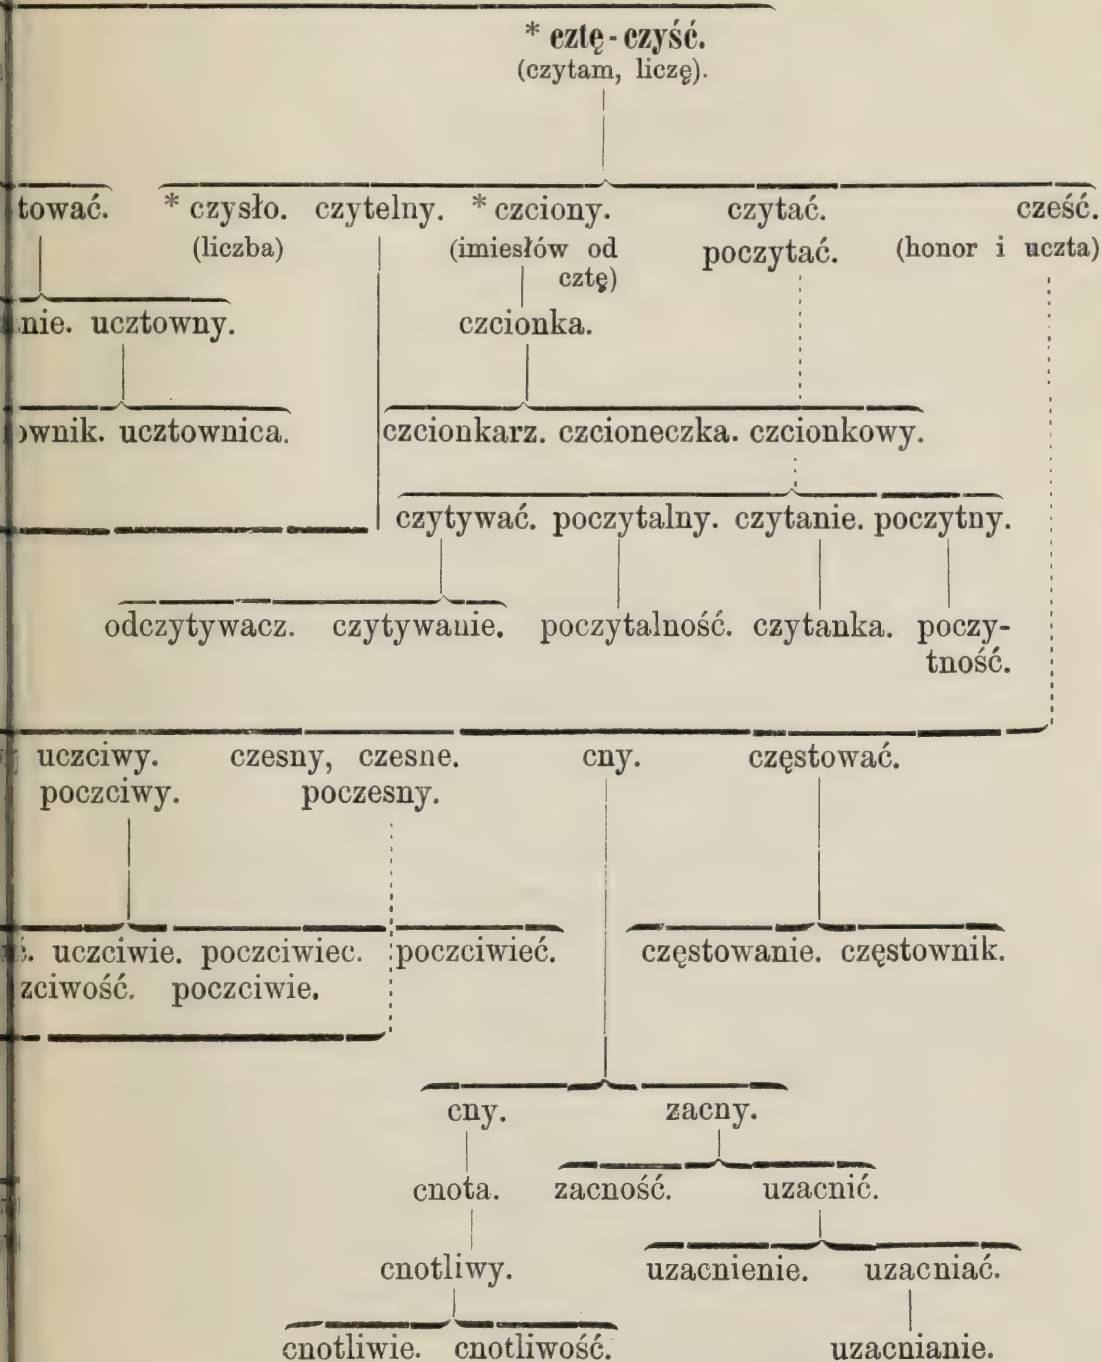 * cztę - czyść.
(czytam, liczę).
tować. * czysło. czytelny. * czciony. czytać. cześć.
(liczba) (imiesłów od poczytać. (honor i uczta)
cztę)
nie. ucztowny. czcionka.
ownik. ucztownica. czcionkarz. czcioneczka. czcionkowy.
czytywać. poczytalny. czytanie. poczytny.
odczytywacz. czytywanie. poczytalność. czytanka. poczy-
tność.
uczciwy. czesny, czesne. cny. częstować.
poczciwy. poczesny.
uczciwie. poczciwiec. poczciwieć. częstowanie. częstownik.
zciwość. poczciwie.
cny. zacny.
cnota. zacność. uzacnić.
cnotliwy. uzacnienie. uzacniać.
cnotliwie. cnotliwość. uzacnianie.